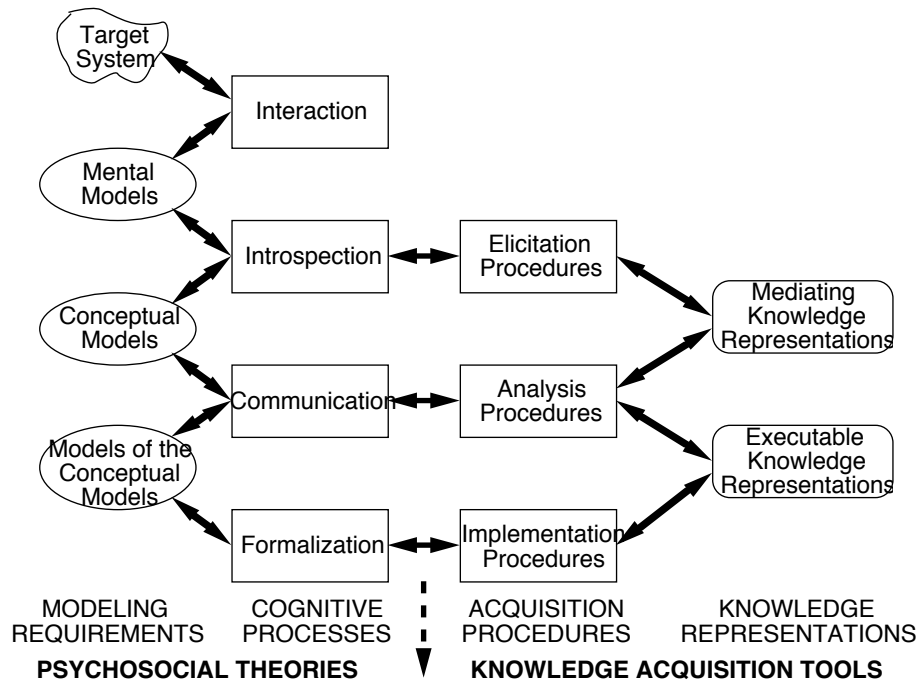 Target
System
Interaction
Mental
Models
Introspection
Elicitation
Procedures
Mediating
Knowledge
Representations
Conceptual
Models
Communication
Analysis
Procedures
Models of the
Conceptual
Models
Executable
Knowledge
Representations
Formalization
Implementation
Procedures
MODELING
REQUIREMENTS
COGNITIVE
PROCESSES
ACQUISITION
PROCEDURES
KNOWLEDGE
REPRESENTATIONS
PSYCHOSOCIAL THEORIES
KNOWLEDGE ACQUISITION TOOLS